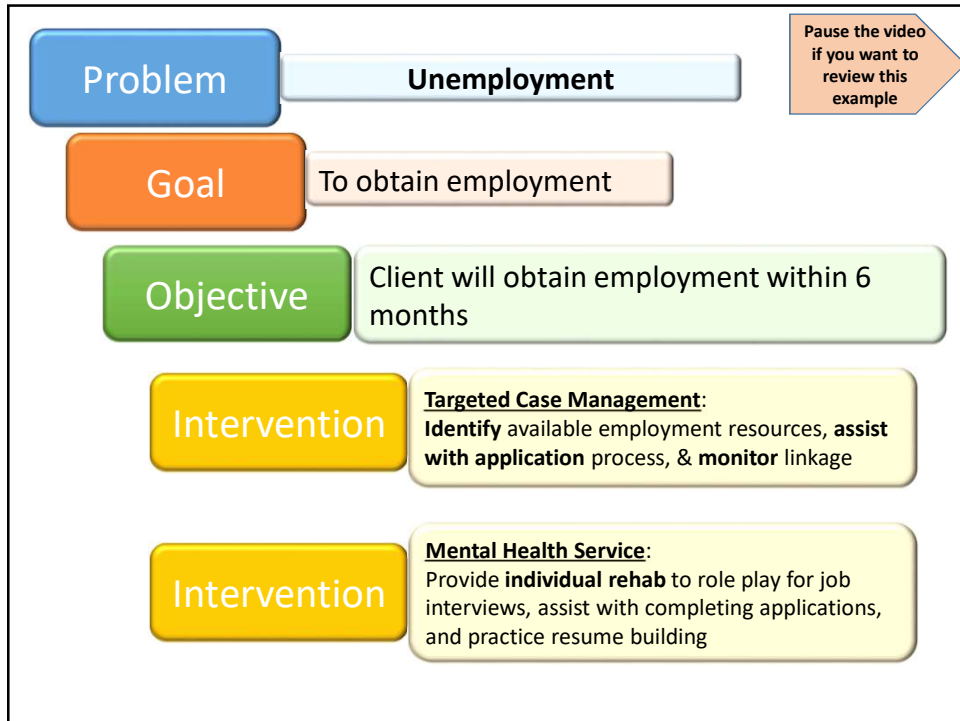 Pause the video
if you want to
review this
example
Problem
Unemployment
Goal
To obtain employment
Objective
Client will obtain employment within 6
months
Intervention
Targeted Case Management:
Identify available employment resources, assist
with application process, & monitor linkage
Intervention
Mental Health Service:
Provide individual rehab to role play for job
interviews, assist with completing applications,
and practice resume building